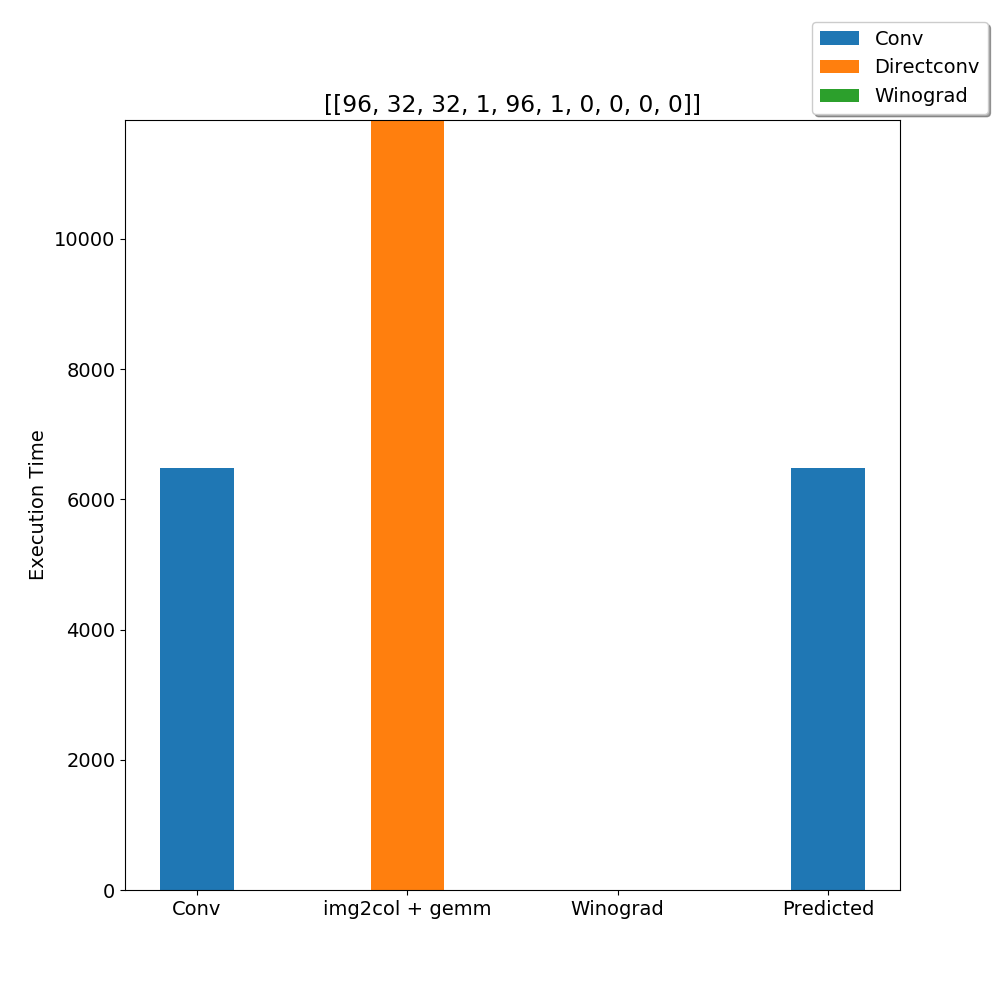 Conv
Directconv
Winograd
[[96, 32, 32, 1, 96, 1, 0, 0, 0, 0]]
Execution Time
10000
8000
6000
4000
2000
0
Conv
img2col + gemm
Winograd
Predicted